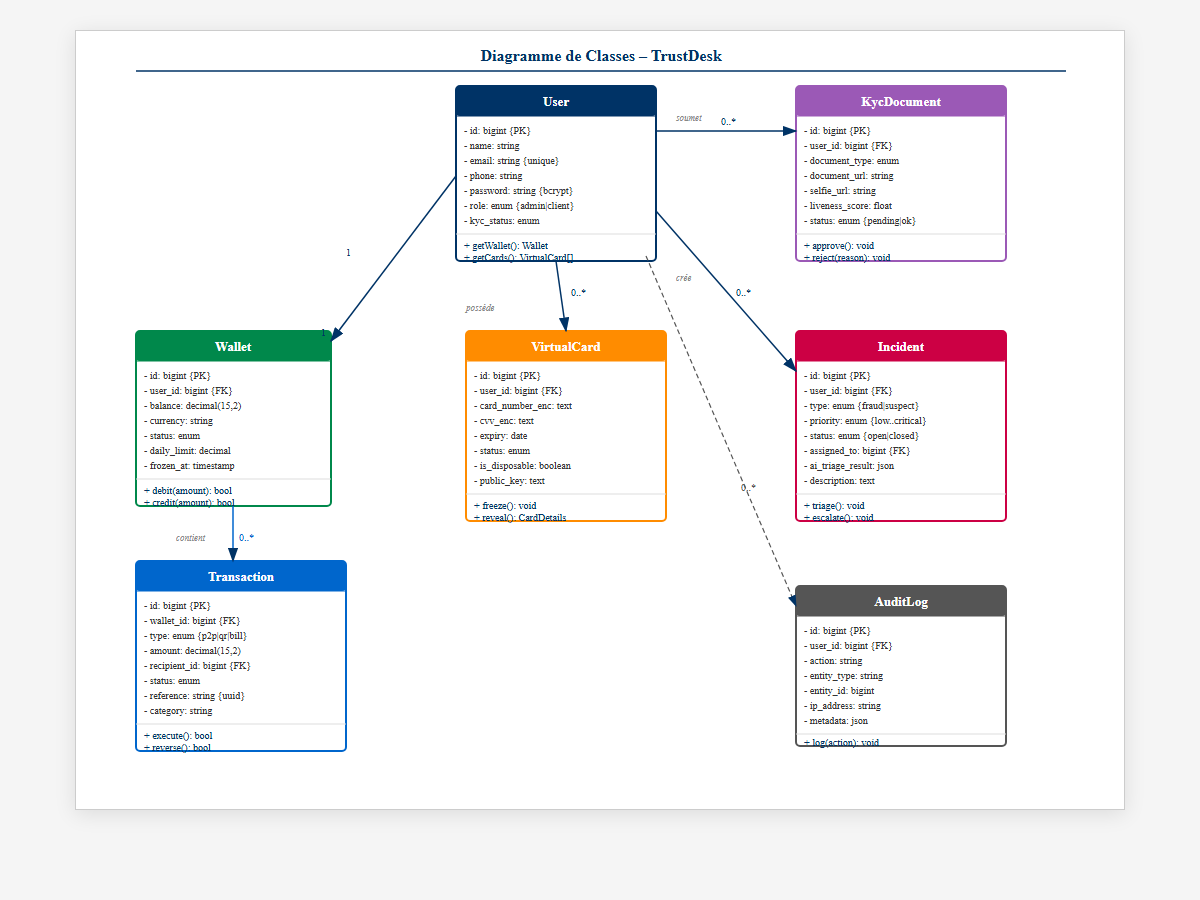 Diagramme de Classes – TrustDesk
User
- id: bigint {PK}
- name: string
- email: string {unique}
- phone: string
- password: string {bcrypt}
- role: enum {admin|client}
- kyc_status: enum
+ getWallet(): Wallet
+ getCards(): VirtualCard[]
soumet
0..*
KycDocument
- id: bigint {PK}
- user_id: bigint {FK}
- document_type: enum
- document_url: string
- selfie_url: string
- liveness_score: float
- status: enum {pending|ok}
+ approve(): void
+ reject(reason): void
1
1
possède
0..*
crée
0..*
0..*
Wallet
- id: bigint {PK}
- user_id: bigint {FK}
- balance: decimal(15,2)
- currency: string
- status: enum
- daily_limit: decimal
- frozen_at: timestamp
+ debit(amount): bool
+ credit(amount): bool
VirtualCard
- id: bigint {PK}
- user_id: bigint {FK}
- card_number_enc: text
- cvv_enc: text
- expiry: date
- status: enum
- is_disposable: boolean
- public_key: text
+ freeze(): void
+ reveal(): CardDetails
Incident
- id: bigint {PK}
- user_id: bigint {FK}
- type: enum {fraud|suspect}
- priority: enum {low..critical}
- status: enum {open|closed}
- assigned_to: bigint {FK}
- ai_triage_result: json
- description: text
+ triage(): void
+ escalate(): void
contient
0..*
Transaction
- id: bigint {PK}
- wallet_id: bigint {FK}
- type: enum {p2p|qr|bill}
- amount: decimal(15,2)
- recipient_id: bigint {FK}
- status: enum
- reference: string {uuid}
- category: string
+ execute(): bool
+ reverse(): bool
AuditLog
- id: bigint {PK}
- user_id: bigint {FK}
- action: string
- entity_type: string
- entity_id: bigint
- ip_address: string
- metadata: json
+ log(action): void